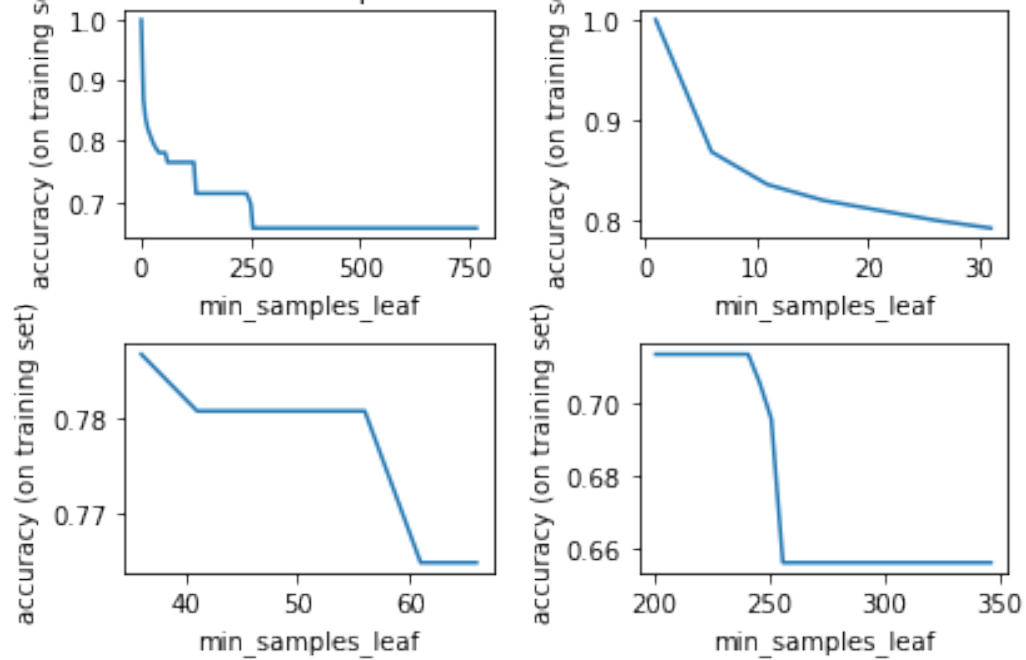 1.0
0.9
0.8
0.7
0 250 500 750
min_samples_leaf
accuracy (on training s
1.0
0.9
0.8
0 10 20 30
min_samples_leaf
accuracy (on training s
0.78
0.77
40 50 60
min_samples_leaf
accuracy (on training set)
0.70
0.68
0.66
200 250 300 350
min_samples_leaf
accuracy (on training set)